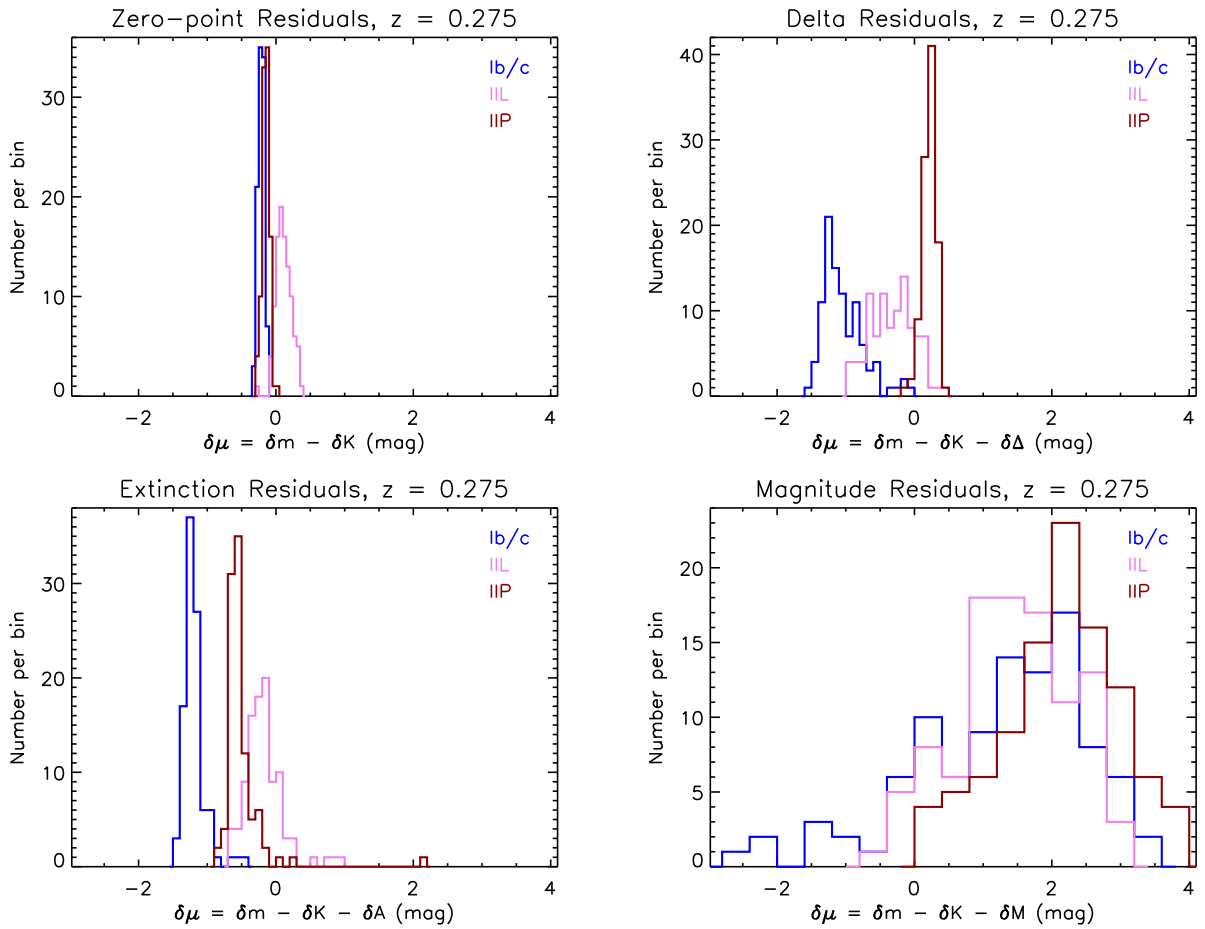 Zero-point Residuals, z = 0.275
Ib/c
IIL
IIP
Number per bin
0
10
20
30
-2
0
2
4
δμ = δm - δK (mag)
Delta Residuals, z = 0.275
Ib/c
IIL
IIP
Number per bin
0
10
20
30
40
-2
0
2
4
δμ = δm - δK - δΔ (mag)
Extinction Residuals, z = 0.275
Ib/c
IIL
IIP
Number per bin
0
10
20
30
-2
0
2
4
δμ = δm - δK - δA (mag)
Magnitude Residuals, z = 0.275
Ib/c
IIL
IIP
Number per bin
0
5
10
15
20
-2
0
2
4
δμ = δm - δK - δM (mag)